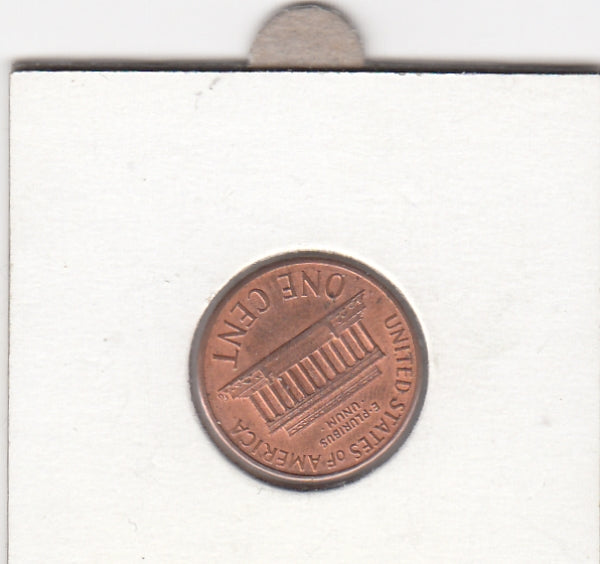 UNITED STATES OF AMERICA
E·PLURIBUS
·UNUM·
ONE CENT